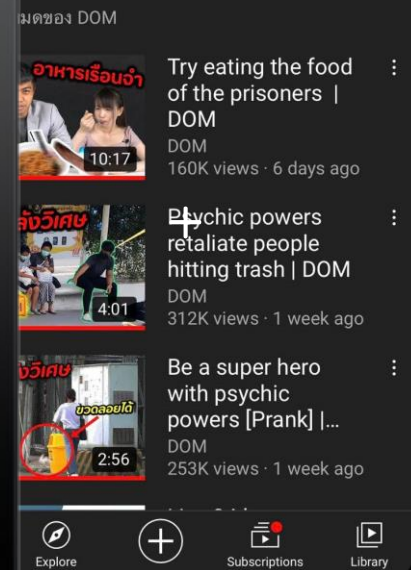 หมดของ DOM
อาหารเรือนจำ
10:17
Try eating the food
of the prisoners |
DOM
DOM
160K views · 6 days ago
ลังวิเศษ
4:01
Psychic powers
retaliate people
hitting trash | DOM
DOM
312K views · 1 week ago
วิเศษ
ขวดลอยได้
2:56
Be a super hero
with psychic
powers [Prank] |...
DOM
253K views · 1 week ago
Explore
Subscriptions
Library